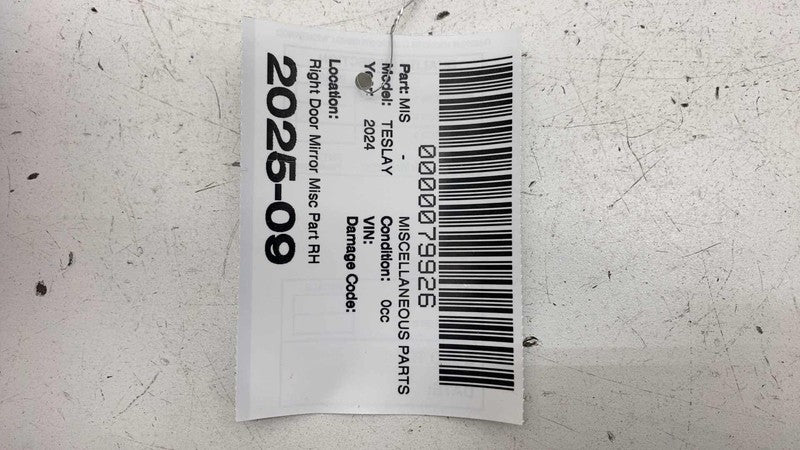 0000079926
Part: MIS - MISCELLANEOUS PARTS
Model: TESLAY Condition: 0cc
Year: 2024 VIN:
Damage Code:
Location:
Right Door Mirror Misc Part RH
2025-09